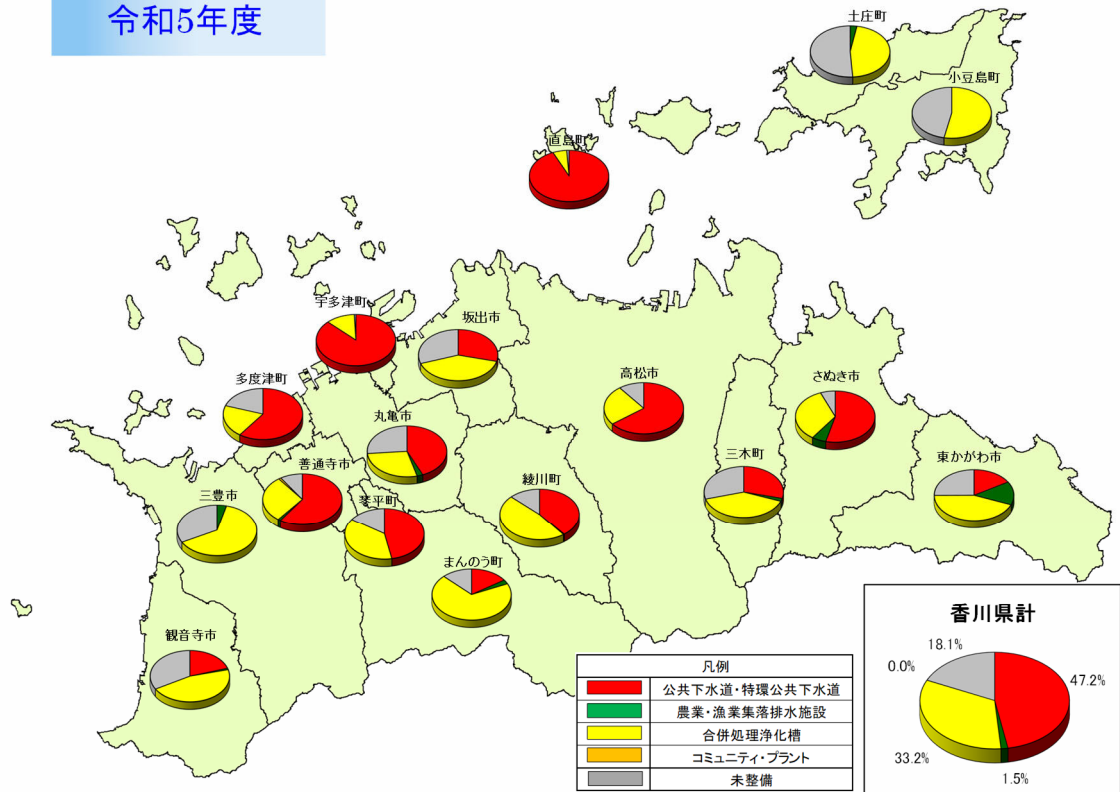 令和5年度
土庄町
小豆島町
直島町
宇多津町
坂出市
多度津町
高松市
さぬき市
丸亀市
善通寺市
三木町
東かがわ市
三豊市
琴平町
綾川町
まんのう町
観音寺市
凡例
公共下水道・特環公共下水道
農業・漁業集落排水施設
合併処理浄化槽
コミュニティ・プラント
未整備
香川県計
18.1%
0.0%
47.2%
33.2%
1.5%